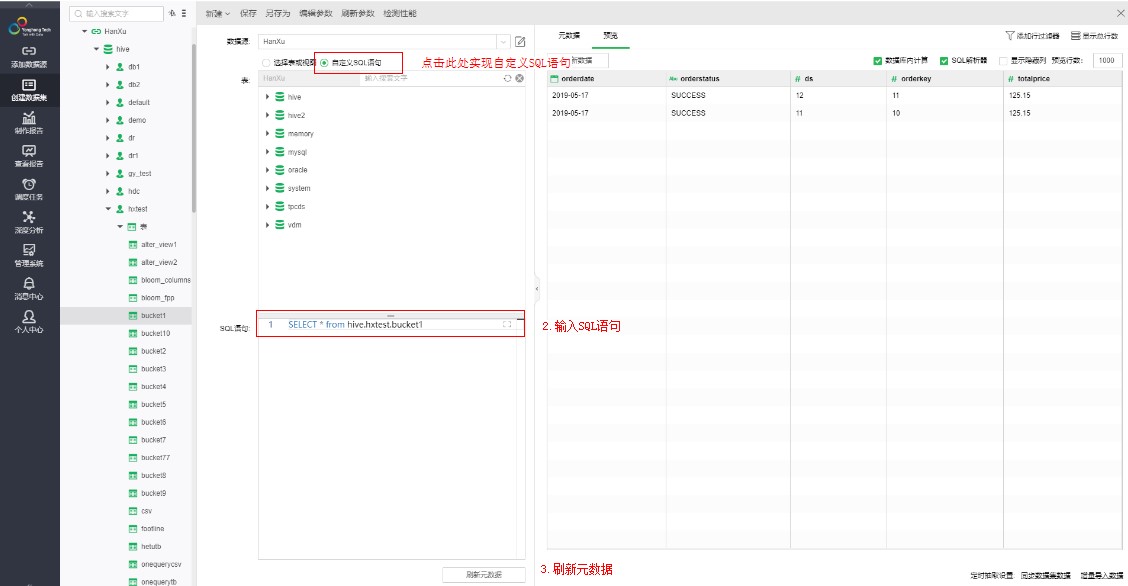 Yonghong Tech
添加数据源
创建数据集
制作报告
查看报告
调度任务
深度分析
管理系统
消息中心
个人中心
输入搜索文字
HanXu
hive
db1
db2
default
demo
dr
dr1
gy_test
hdc
hxtest
表
alter_view1
alter_view2
bloom_columns
bloom_fpp
bucket1
bucket10
bucket2
bucket3
bucket4
bucket5
bucket6
bucket7
bucket77
bucket8
bucket9
csv
footline
hetutb
onequerycsv
onequerytb
新建 保存 另存为 编辑参数 刷新参数 检测性能
数据源: HanXu
选择表或视图 自定义SQL语句
点击此处实现自定义SQL语句
表: HanXu 输入搜索文字
hive
hive2
memory
mysql
oracle
system
tpcds
vdm
SQL语句: 1 SELECT * from hive.hxtest.bucket1
2.输入SQL语句
刷新元数据
3.刷新元数据
元数据 预览
添加行过滤器 显示总行数
新数据
数据库内计算 SQL解析器 显示隐藏列 预览行数: 1000
orderdate Abc orderstatus # ds # orderkey # totalprice
2019-05-17 SUCCESS 12 11 125.15
2019-05-17 SUCCESS 11 10 125.15
定时抽取设置 同步数据集数据 增量导入数据